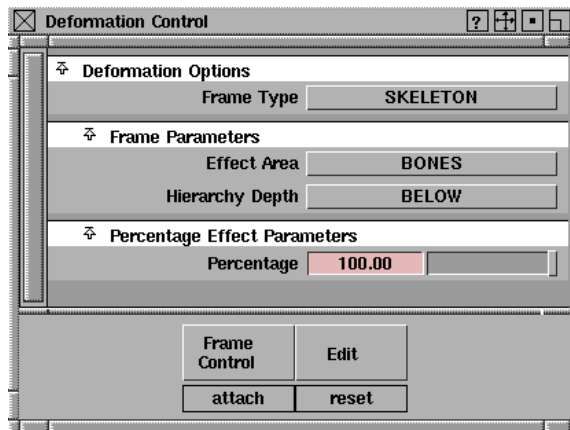 Deformation Control ?
Deformation Options
Frame Type SKELETON
Frame Parameters
Effect Area BONES
Hierarchy Depth BELOW
Percentage Effect Parameters
Percentage 100.00
Frame Control Edit
attach reset